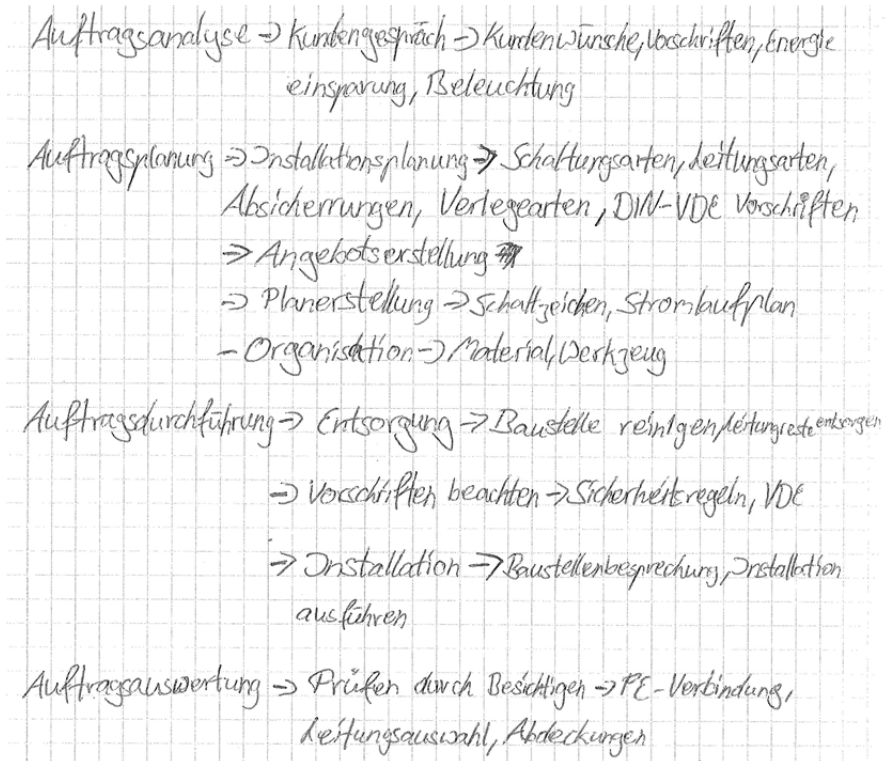 Auftragsanalyse → Kundengespräch → Kundenwünsche, Vorschriften, Energie
einsparung, Beleuchtung
Auftragsplanung → Installationsplanung → Schaltungsarten, Leitungsarten,
Absicherrungen, Verlegearten, DIN-VDE Vorschriften
→ Angebotserstellung
→ Planerstellung → Schaltzeichen, Stromlaufplan
- Organisation → Material, Werkzeug
Auftragsdurchführung → Entsorgung → Baustelle reinigen, Leitungsreste entsorgen
→ Vorschriften beachten → Sicherheitsregeln, VDE
→ Installation → Baustellenbesprechung, Installation
ausführen
Auftragsauswertung → Prüfen durch Besichtigen → PE-Verbindung,
Leitungsauswahl, Abdeckungen